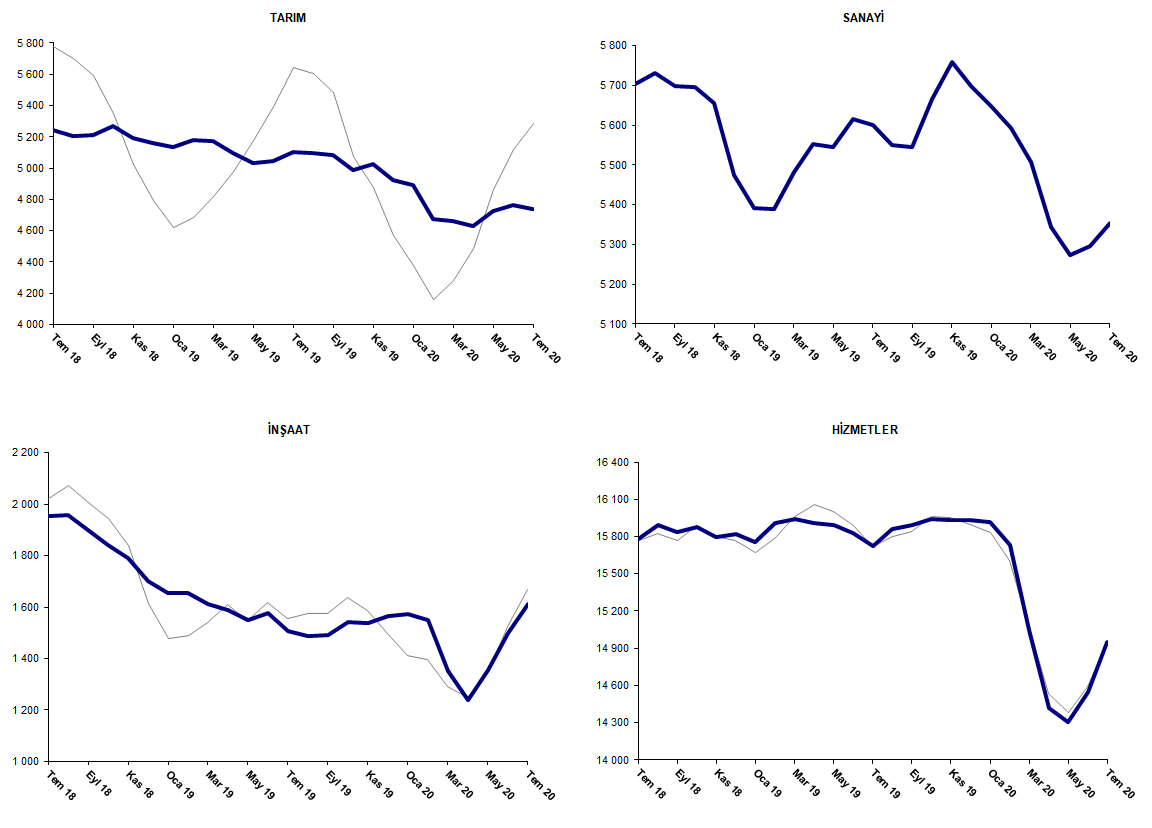 TARIM
5 800
5 600
5 400
5 200
5 000
4 800
4 600
4 400
4 200
4 000
Tem 18
Eyl 18
Kas 18
Oca 19
Mar 19
May 19
Tem 19
Eyl 19
Kas 19
Oca 20
Mar 20
May 20
Tem 20
SANAYİ
5 800
5 700
5 600
5 500
5 400
5 300
5 200
5 100
Tem 18
Eyl 18
Kas 18
Oca 19
Mar 19
May 19
Tem 19
Eyl 19
Kas 19
Oca 20
Mar 20
May 20
Tem 20
İNŞAAT
2 200
2 000
1 800
1 600
1 400
1 200
1 000
Tem 18
Eyl 18
Kas 18
Oca 19
Mar 19
May 19
Tem 19
Eyl 19
Kas 19
Oca 20
Mar 20
May 20
Tem 20
HİZMETLER
16 400
16 100
15 800
15 500
15 200
14 900
14 600
14 300
14 000
Tem 18
Eyl 18
Kas 18
Oca 19
Mar 19
May 19
Tem 19
Eyl 19
Kas 19
Oca 20
Mar 20
May 20
Tem 20